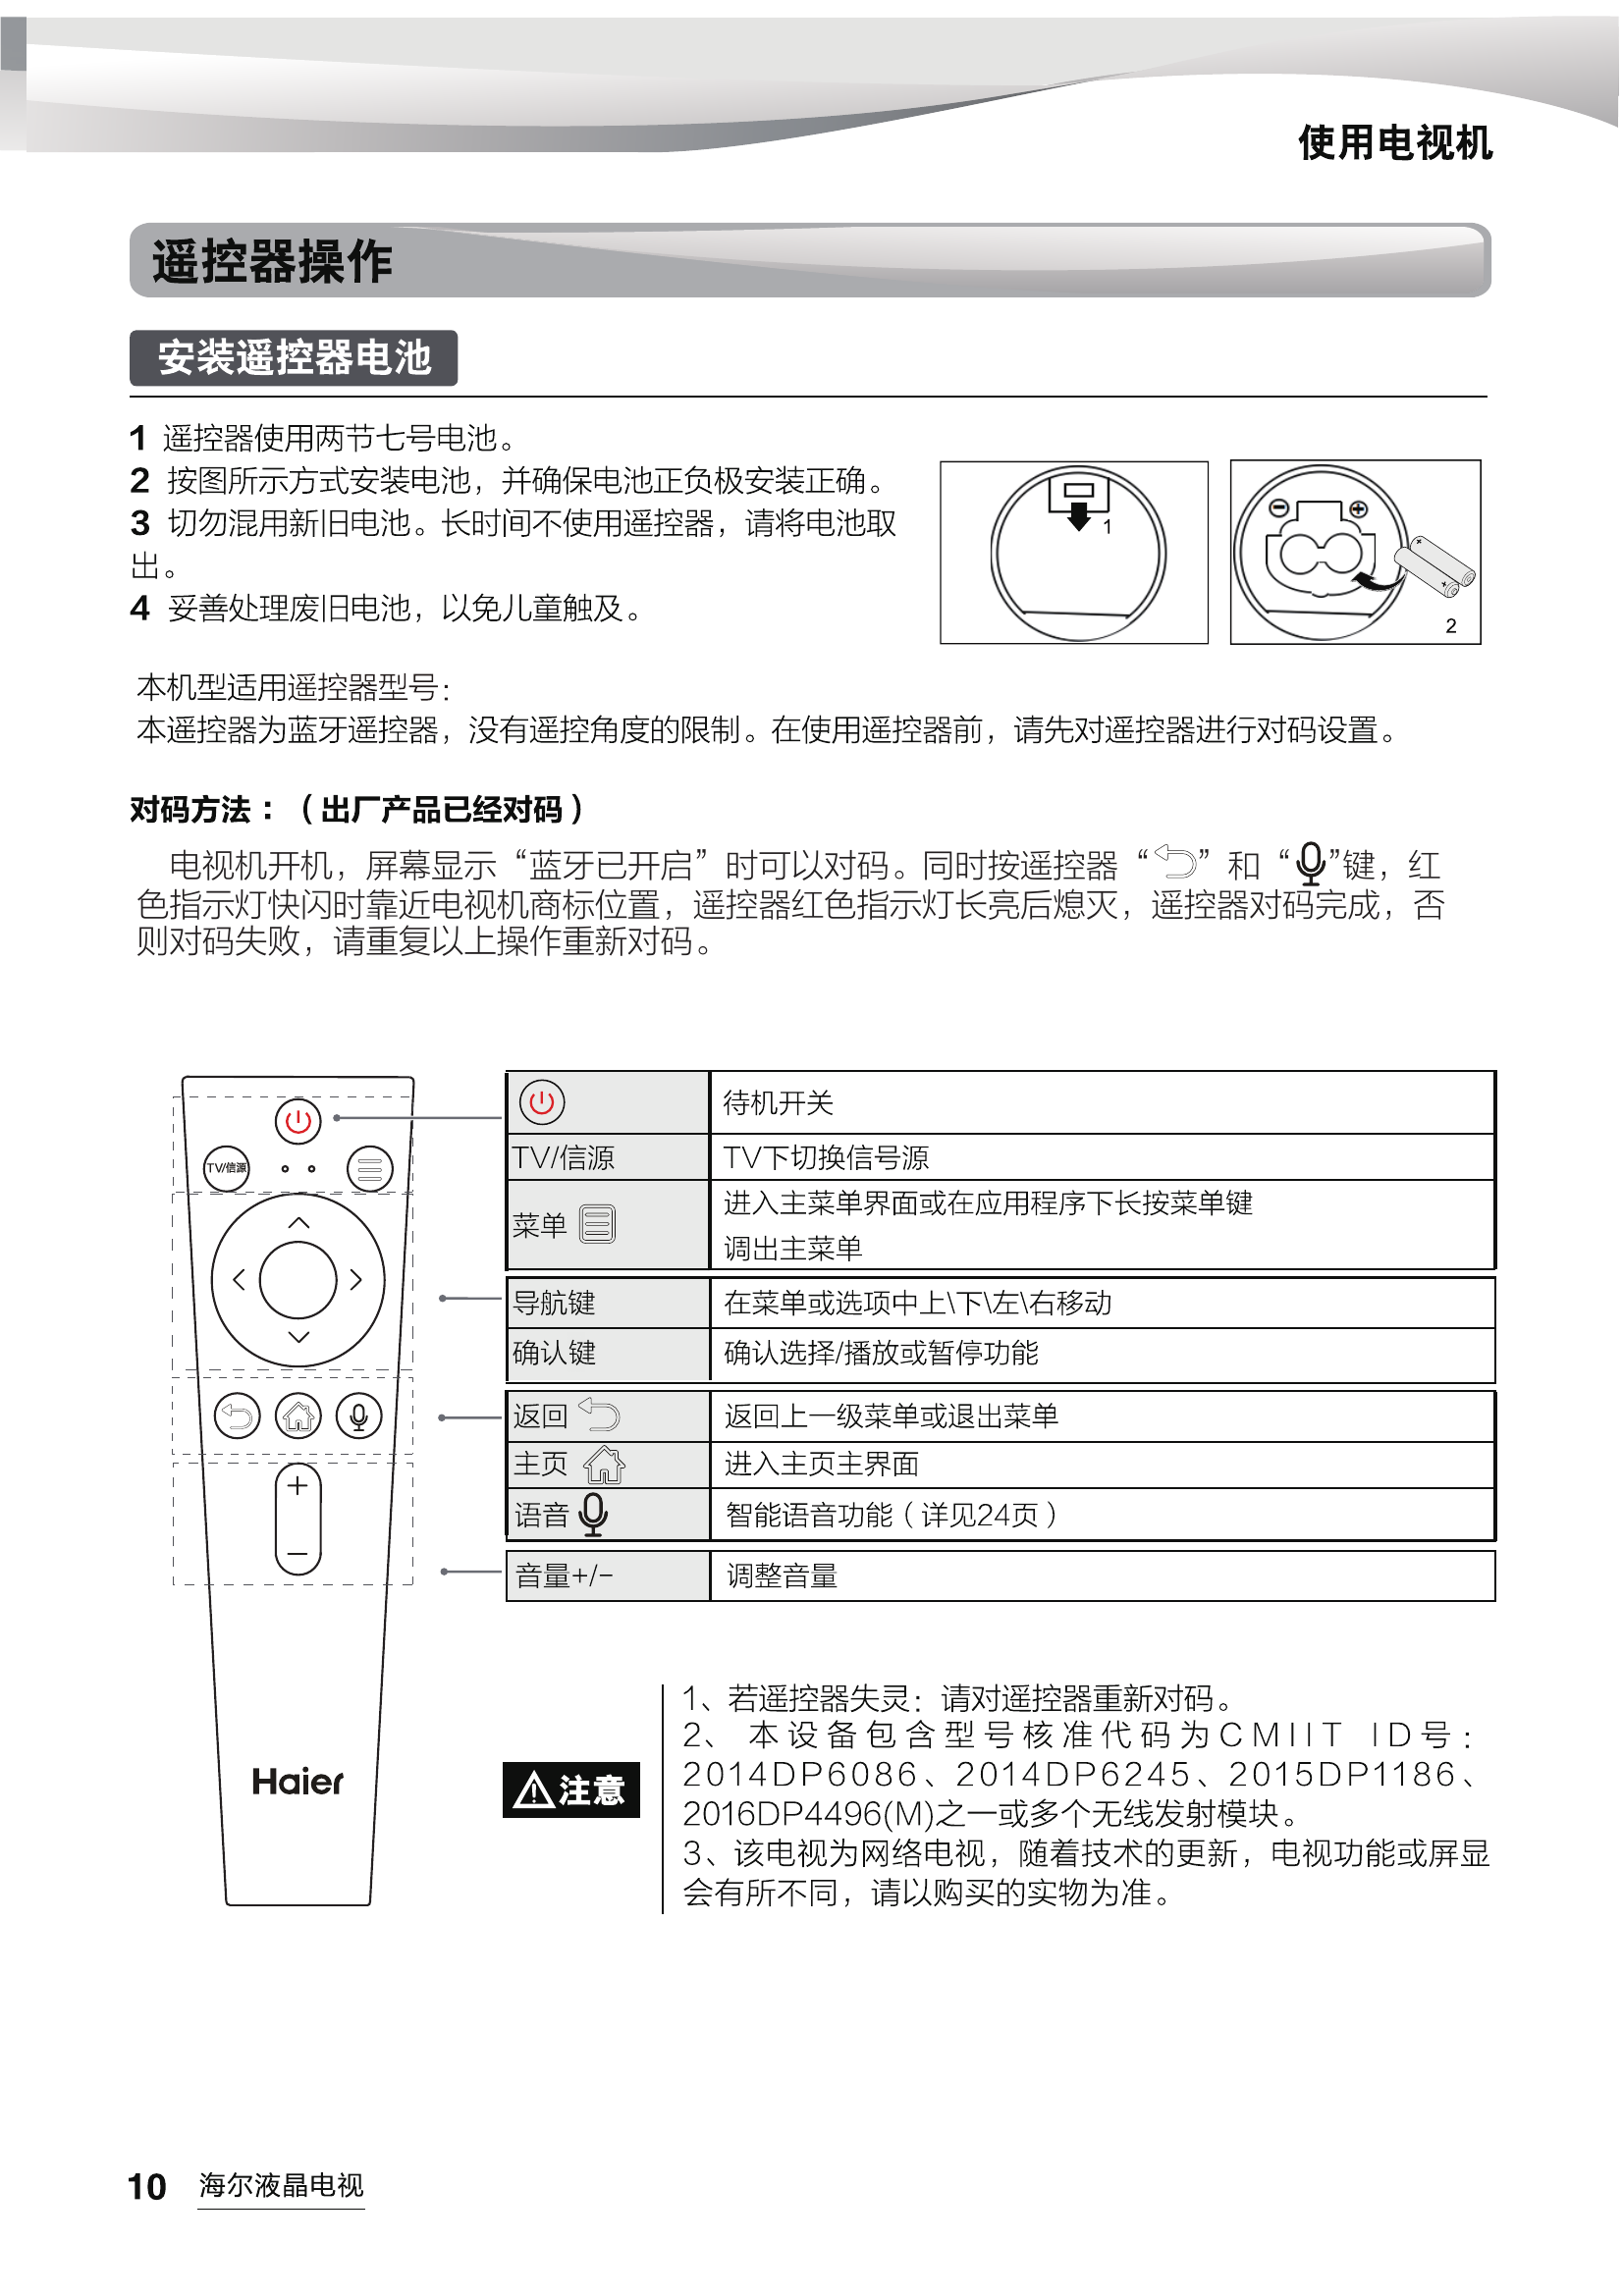 使用电视机
遥控器操作
安装遥控器电池
1 遥控器使用两节七号电池。
2 按图所示方式安装电池，并确保电池正负极安装正确。
3 切勿混用新旧电池。长时间不使用遥控器，请将电池取
出。
4 妥善处理废旧电池，以免儿童触及。
1
2
本机型适用遥控器型号：
本遥控器为蓝牙遥控器，没有遥控角度的限制。在使用遥控器前，请先对遥控器进行对码设置。
对码方法：（出厂产品已经对码）
电视机开机，屏幕显示“蓝牙已开启”时可以对码。同时按遥控器“ ”和“ ”键，红
色指示灯快闪时靠近电视机商标位置，遥控器红色指示灯长亮后熄灭，遥控器对码完成，否
则对码失败，请重复以上操作重新对码。
TV/信源
+
−
Haier
待机开关
TV/信源 TV下切换信号源
菜单 进入主菜单界面或在应用程序下长按菜单键
调出主菜单
导航键 在菜单或选项中上\下\左\右移动
确认键 确认选择/播放或暂停功能
返回 返回上一级菜单或退出菜单
主页 进入主页主界面
语音 智能语音功能（详见24页）
音量+/− 调整音量
注意
1、若遥控器失灵：请对遥控器重新对码。
2、本设备包含型号核准代码为CMIIT ID号：
2014DP6086、2014DP6245、2015DP1186、
2016DP4496(M)之一或多个无线发射模块。
3、该电视为网络电视，随着技术的更新，电视功能或屏显
会有所不同，请以购买的实物为准。
10 海尔液晶电视